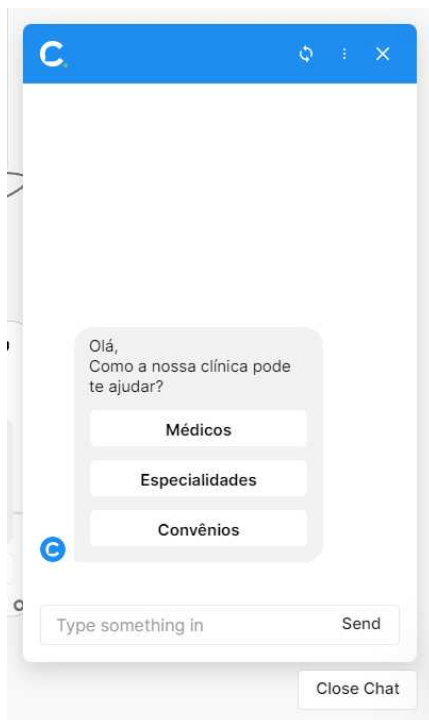 C
Olá,
Como a nossa clínica pode
te ajudar?
Médicos
Especialidades
Convênios
C
Type something in
Send
Close Chat